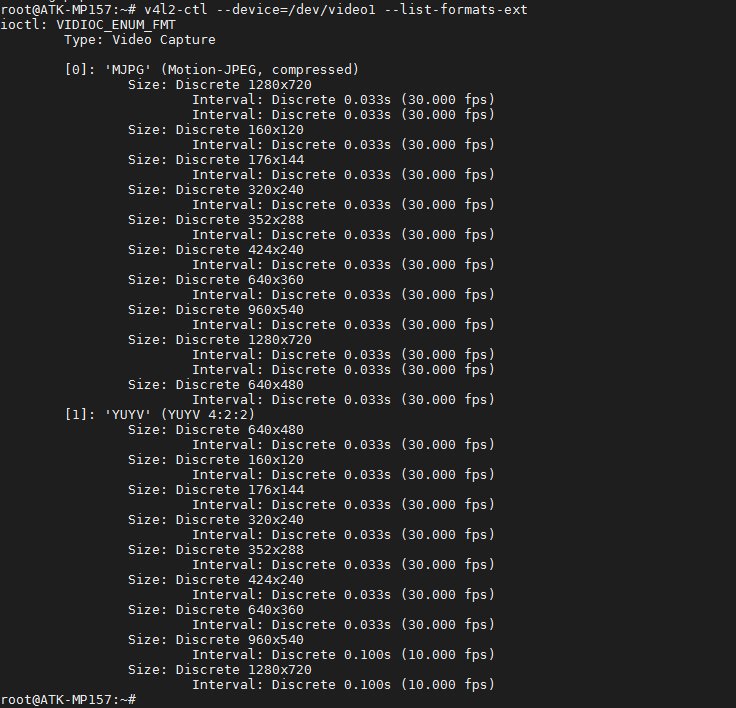 root@ATK-MP157:~# v4l2-ctl --device=/dev/video1 --list-formats-ext
ioctl: VIDIOC_ENUM_FMT
Type: Video Capture
[0]: 'MJPG' (Motion-JPEG, compressed)
Size: Discrete 1280x720
Interval: Discrete 0.033s (30.000 fps)
Interval: Discrete 0.033s (30.000 fps)
Size: Discrete 160x120
Interval: Discrete 0.033s (30.000 fps)
Size: Discrete 176x144
Interval: Discrete 0.033s (30.000 fps)
Size: Discrete 320x240
Interval: Discrete 0.033s (30.000 fps)
Size: Discrete 352x288
Interval: Discrete 0.033s (30.000 fps)
Size: Discrete 424x240
Interval: Discrete 0.033s (30.000 fps)
Size: Discrete 640x360
Interval: Discrete 0.033s (30.000 fps)
Size: Discrete 960x540
Interval: Discrete 0.033s (30.000 fps)
Size: Discrete 1280x720
Interval: Discrete 0.033s (30.000 fps)
Interval: Discrete 0.033s (30.000 fps)
Size: Discrete 640x480
Interval: Discrete 0.033s (30.000 fps)
[1]: 'YUYV' (YUYV 4:2:2)
Size: Discrete 640x480
Interval: Discrete 0.033s (30.000 fps)
Size: Discrete 160x120
Interval: Discrete 0.033s (30.000 fps)
Size: Discrete 176x144
Interval: Discrete 0.033s (30.000 fps)
Size: Discrete 320x240
Interval: Discrete 0.033s (30.000 fps)
Size: Discrete 352x288
Interval: Discrete 0.033s (30.000 fps)
Size: Discrete 424x240
Interval: Discrete 0.033s (30.000 fps)
Size: Discrete 640x360
Interval: Discrete 0.033s (30.000 fps)
Size: Discrete 960x540
Interval: Discrete 0.100s (10.000 fps)
Size: Discrete 1280x720
Interval: Discrete 0.100s (10.000 fps)
root@ATK-MP157:~#